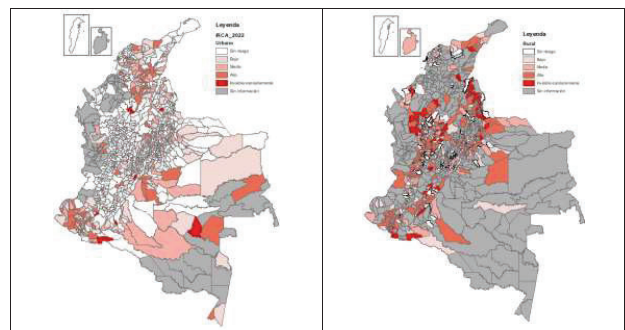 Leyenda
IRCA_2022
Urbano
Sin riesgo
Bajo
Medio
Alto
Inviable sanitariamente
Sin información
Leyenda
Rural
Sin riesgo
Bajo
Medio
Alto
Inviable sanitariamente
Sin información